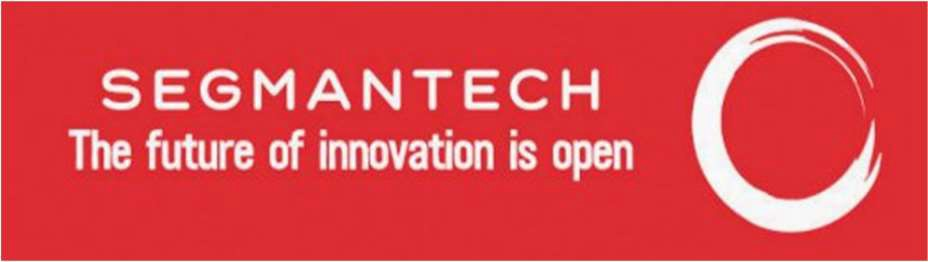 SEGMANTECH
The future of innovation is open